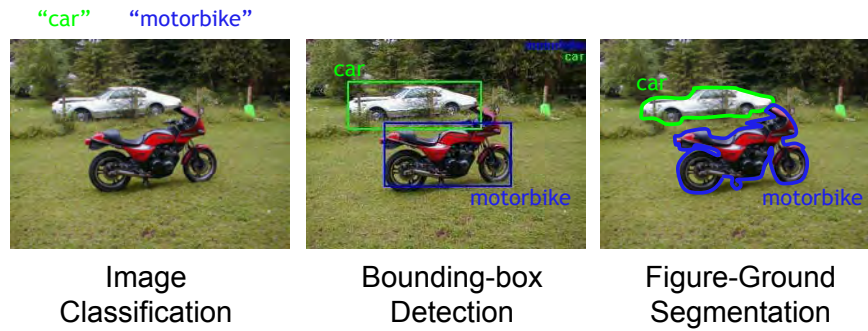 “car” “motorbike”
motorbike
car
car
motorbike
car
motorbike
Image
Classification
Bounding-box
Detection
Figure-Ground
Segmentation